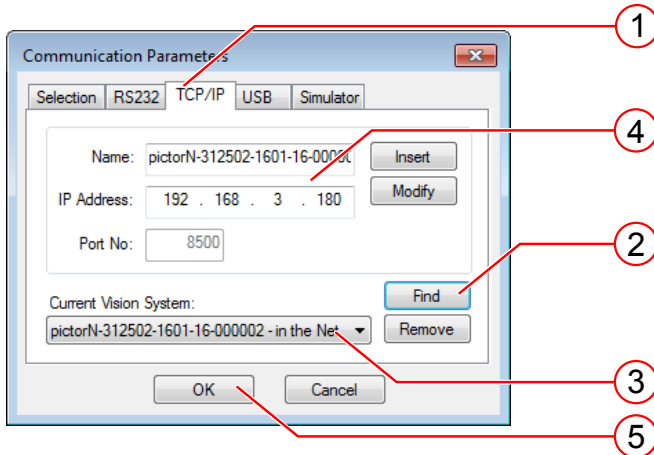 1
Communication Parameters
Selection RS232 TCP/IP USB Simulator
4
Name: pictorN-312502-1601-16-0000 Insert
IP Address: 192 . 168 . 3 . 180 Modify
Port No: 8500
2
Find
Current Vision System:
pictorN-312502-1601-16-000002 - in the Net Remove
3
OK Cancel
5